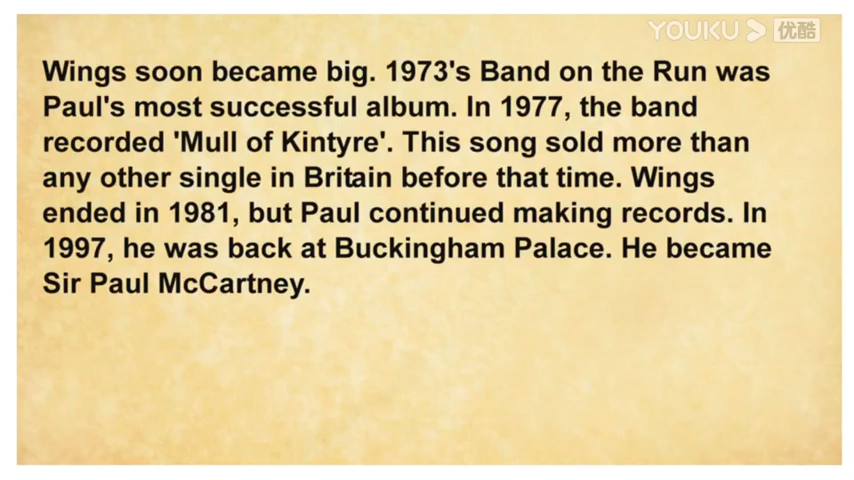 YOUKU 优酷
Wings soon became big. 1973's Band on the Run was
Paul's most successful album. In 1977, the band
recorded 'Mull of Kintyre'. This song sold more than
any other single in Britain before that time. Wings
ended in 1981, but Paul continued making records. In
1997, he was back at Buckingham Palace. He became
Sir Paul McCartney.